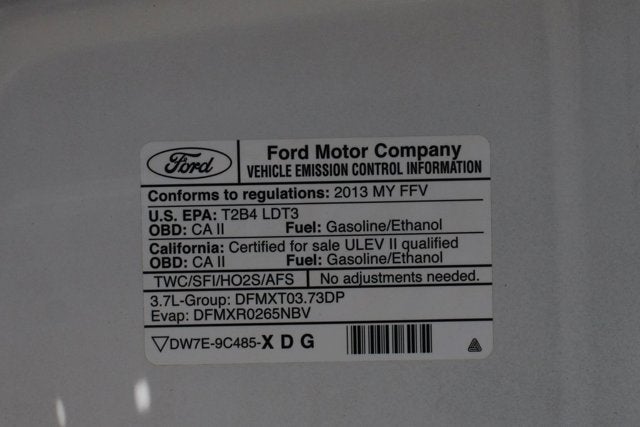 Ford
Ford Motor Company
VEHICLE EMISSION CONTROL INFORMATION
Conforms to regulations: 2013 MY FFV
U.S. EPA: T2B4 LDT3
OBD: CA II Fuel: Gasoline/Ethanol
California: Certified for sale ULEV II qualified
OBD: CA II Fuel: Gasoline/Ethanol
TWC/SFI/HO2S/AFS No adjustments needed.
3.7L-Group: DFMXT03.73DP
Evap: DFMXR0265NBV
DW7E-9C485-X D G